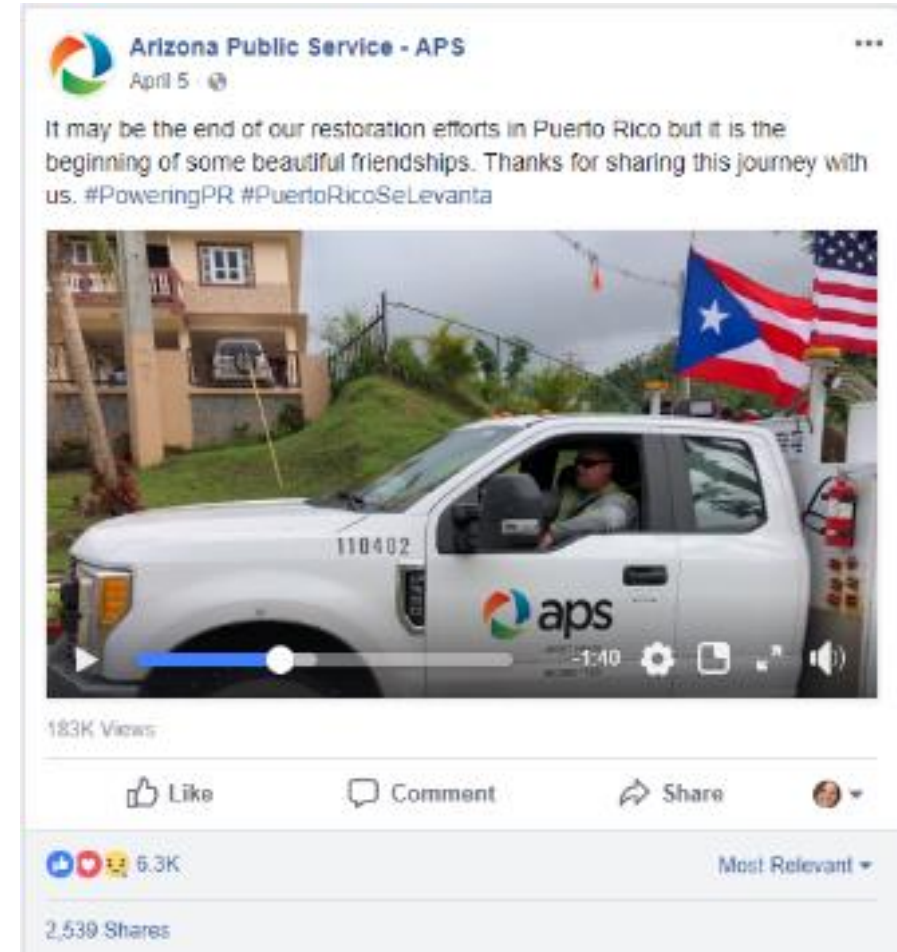 Arizona Public Service - APS
April 5
It may be the end of our restoration efforts in Puerto Rico but it is the
beginning of some beautiful friendships. Thanks for sharing this journey with
us. #PoweringPR #PuertoRicoSeLevanta
110402
aps
-1:40
183K Views
Like Comment Share
6.3K Most Relevant
2,539 Shares